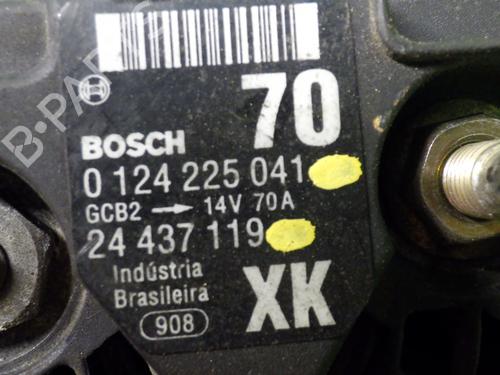 70
BOSCH
0 124 225 041
GCB2 → 14V 70A
24 437 119
Indústria
Brasileira
XK
908
B-PARTS